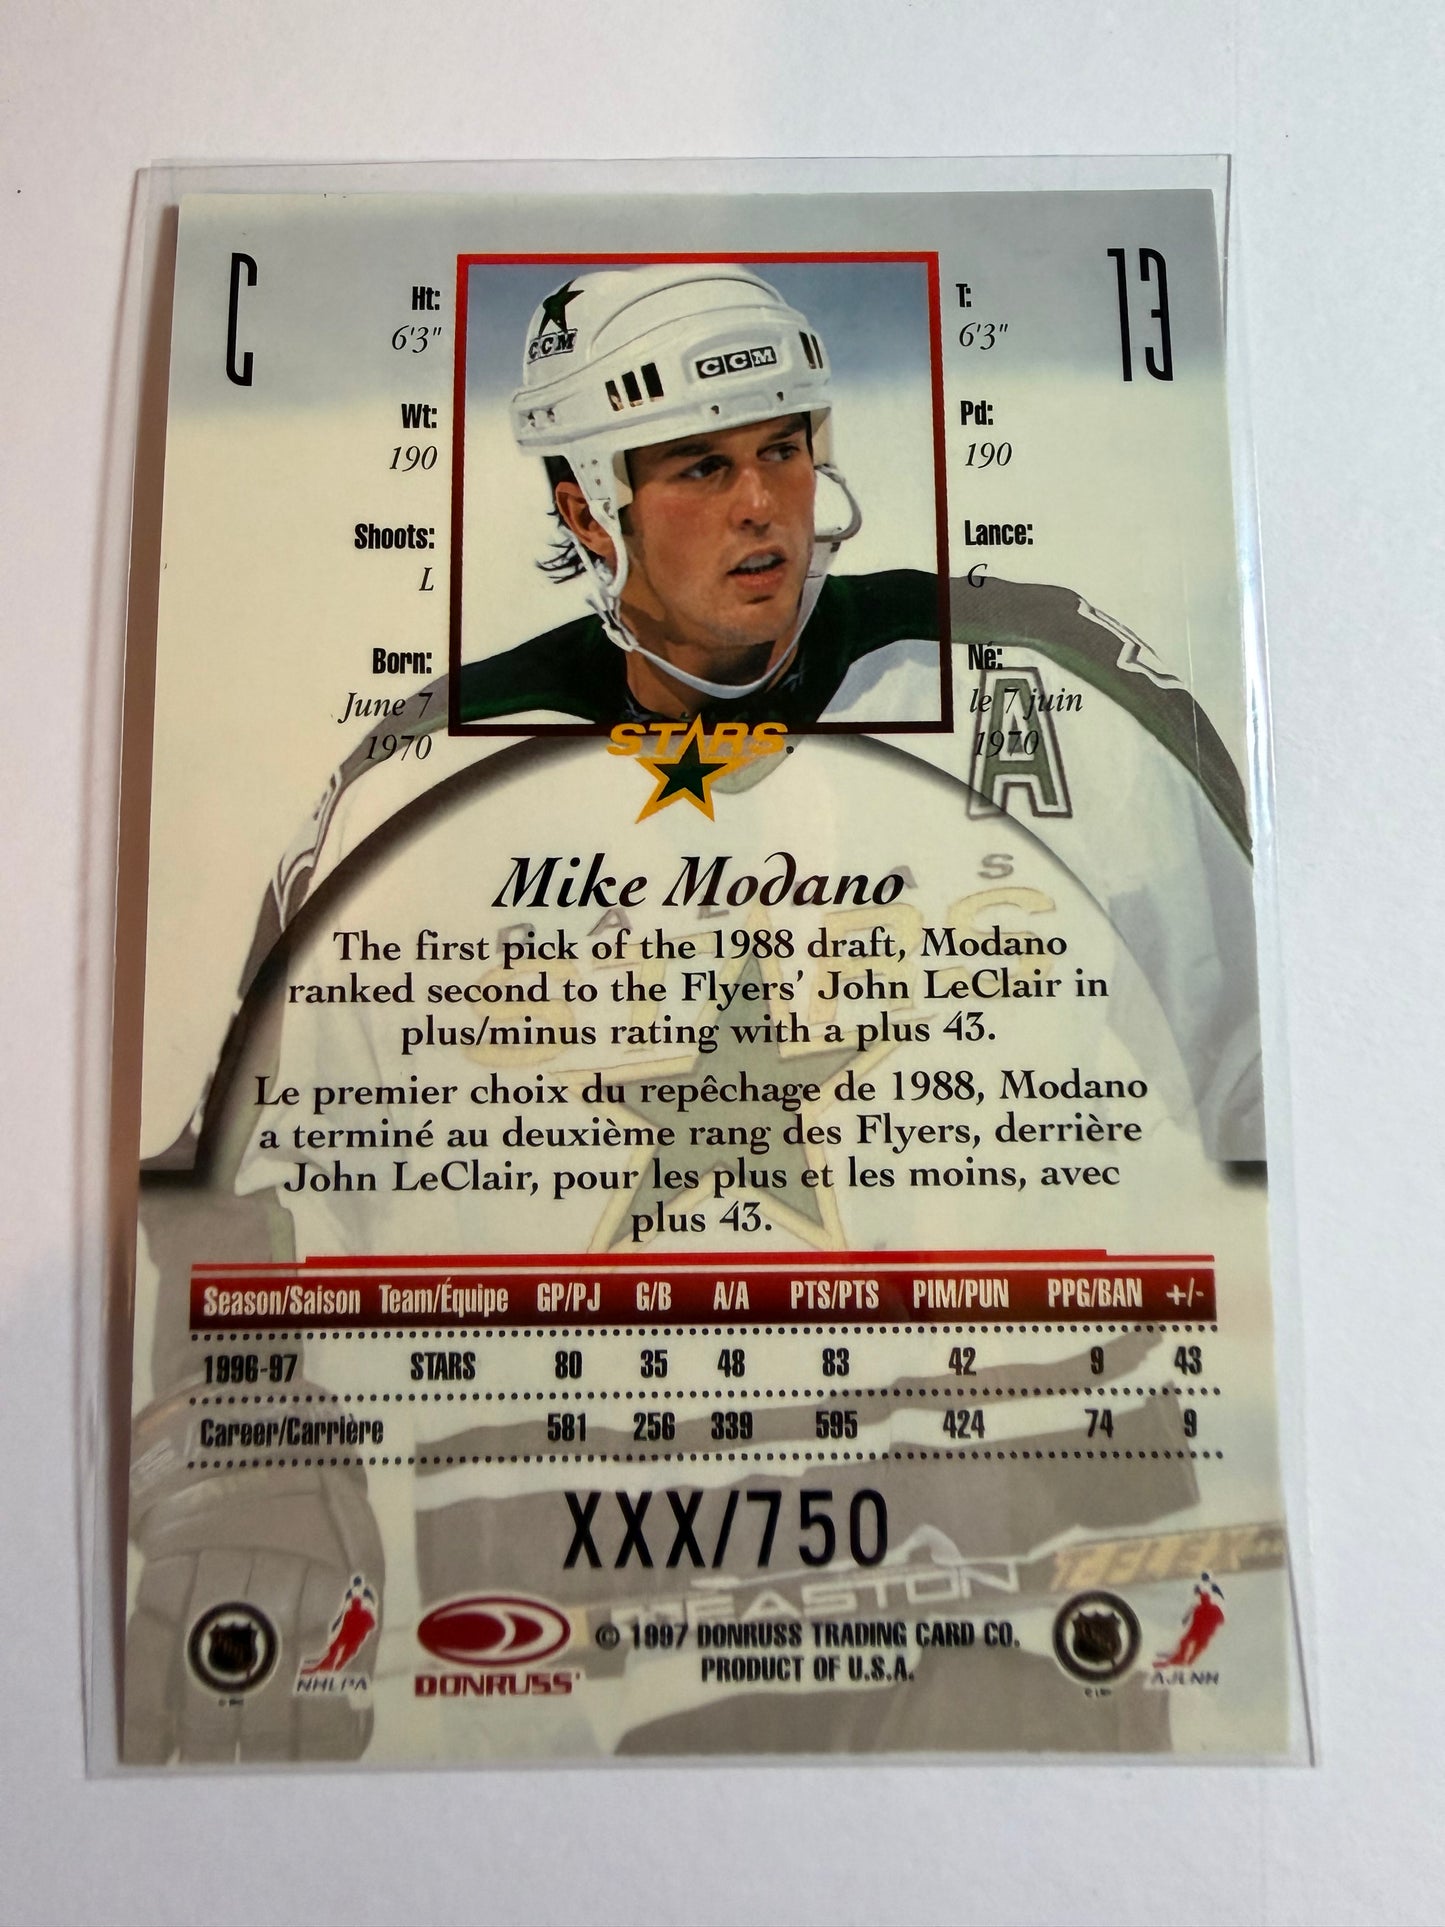 C
13
Ht:
6'3"
T:
6'3"
Wt:
190
Pd:
190
Shoots:
L
Lance:
G
Born:
June 7
1970
Né:
le 7 juin
1970
CCM
CCM
A
STARS
Mike Modano
The first pick of the 1988 draft, Modano
ranked second to the Flyers' John LeClair in
plus/minus rating with a plus 43.
Le premier choix du repêchage de 1988, Modano
a terminé au deuxième rang des Flyers, derrière
John LeClair, pour les plus et les moins, avec
plus 43.
Season/Saison Team/Équipe GP/PJ G/B A/A PTS/PTS PIM/PUN PPG/BAN +/-
1996-97 STARS 80 35 48 83 42 9 43
Career/Carrière 581 256 339 595 424 74 9
XXX/750
EASTON
NHLPA
DONRUSS
© 1997 DONRUSS TRADING CARD CO.
PRODUCT OF U.S.A.
AJLNH